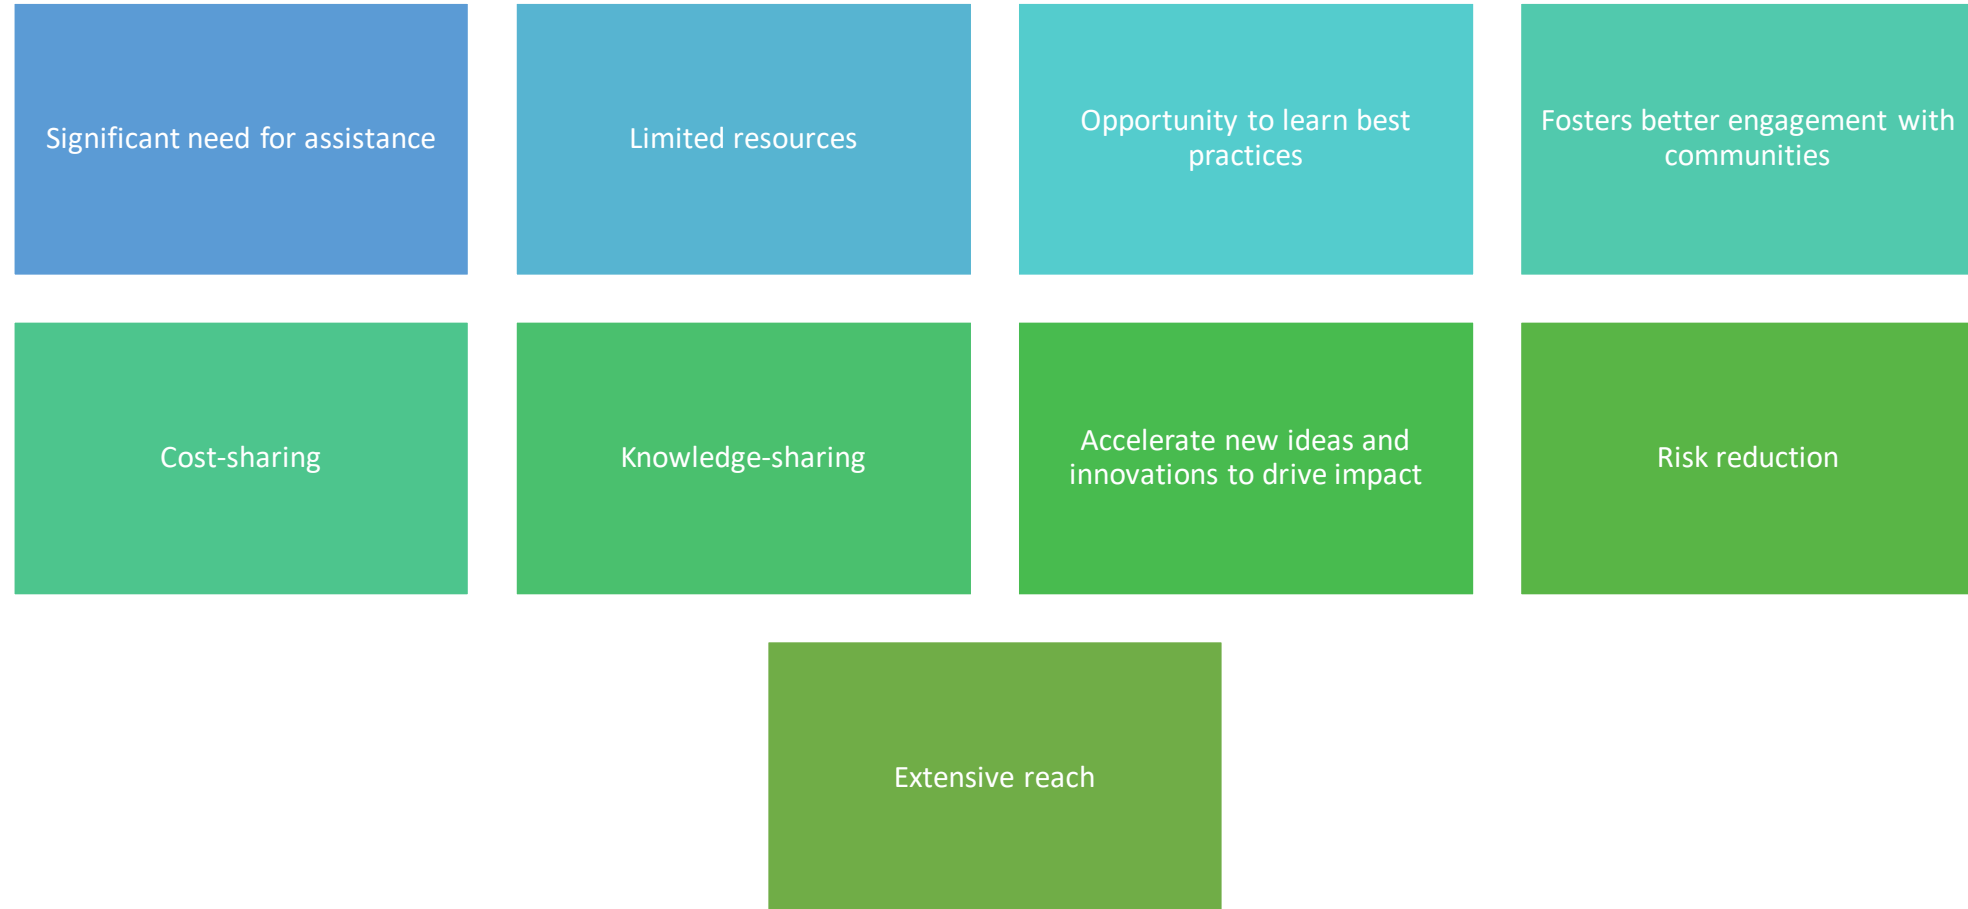 Significant need for assistance
Limited resources
Opportunity to learn best
practices
Fosters better engagement with
communities
Cost-sharing
Knowledge-sharing
Accelerate new ideas and
innovations to drive impact
Risk reduction
Extensive reach